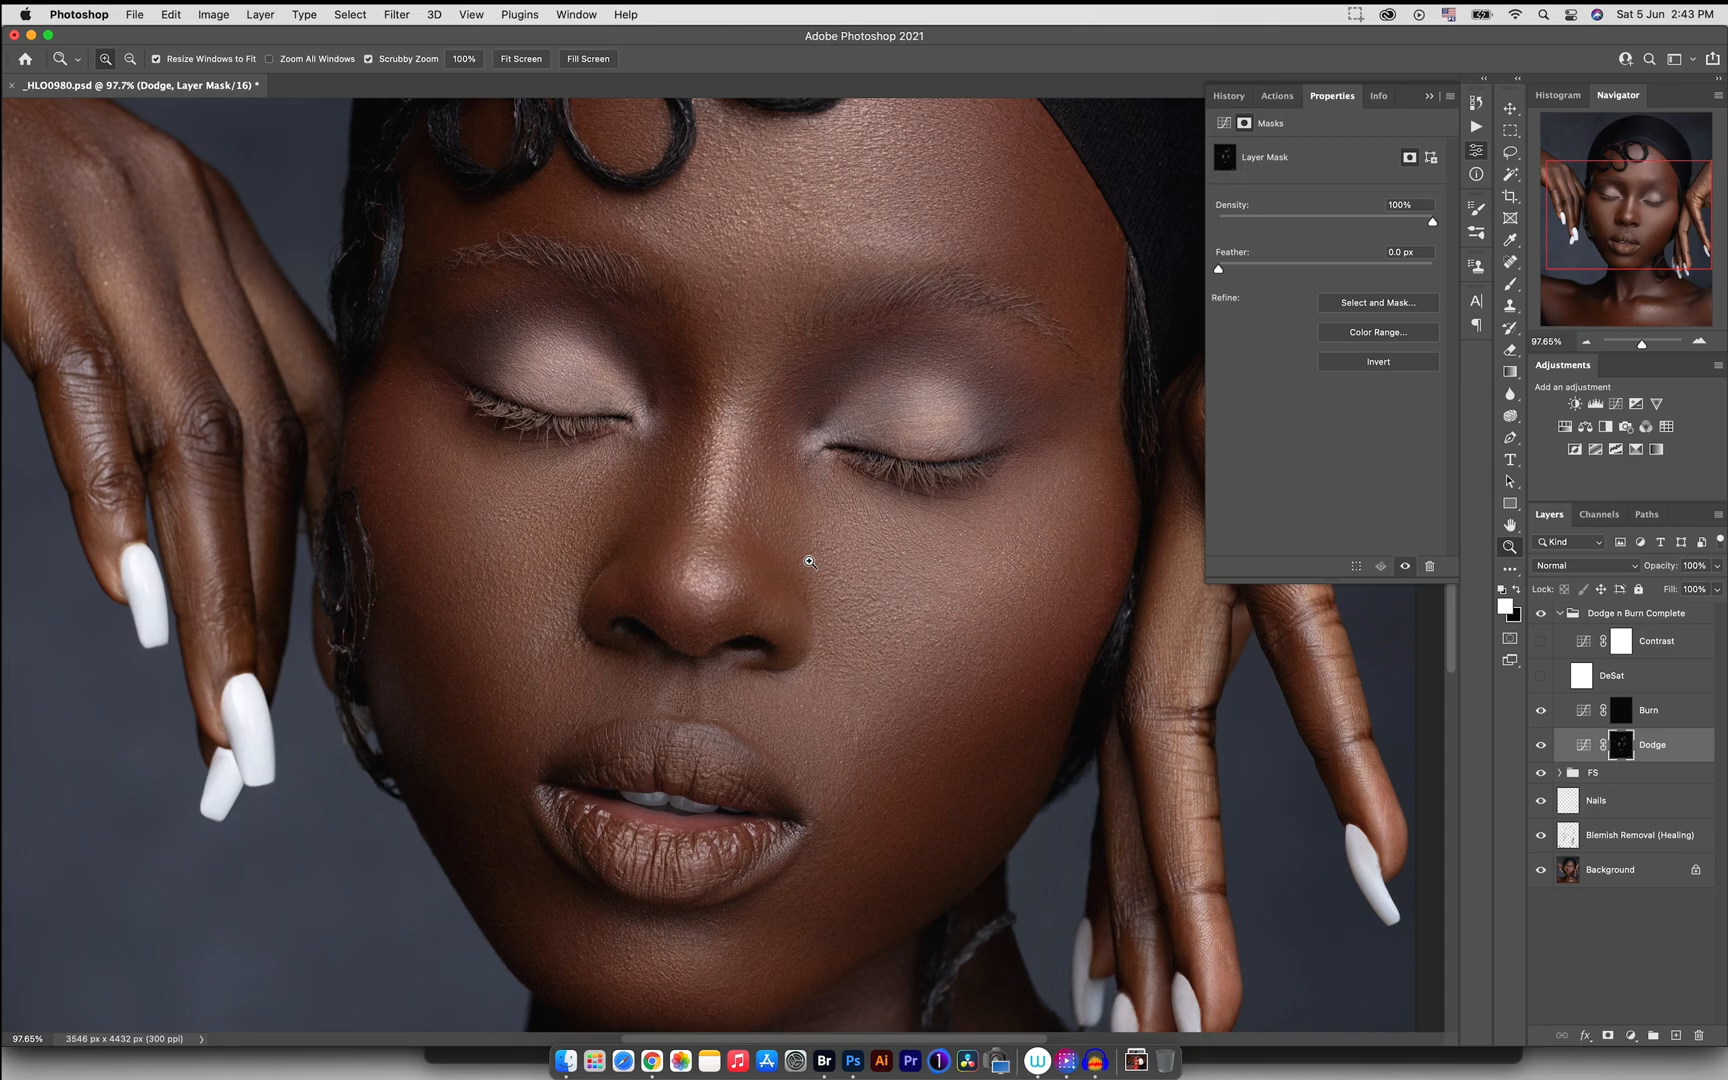 Photoshop File Edit Image Layer Type Select Filter 3D View Plugins Window Help
Sat 5 Jun 2:43 PM
Adobe Photoshop 2021
Resize Windows to Fit Zoom All Windows Scrubby Zoom 100% Fit Screen Fill Screen
_HLO0980.psd @ 97.7% (Dodge, Layer Mask/16) *
History Actions Properties Info
Masks
Layer Mask
Density: 100%
Feather: 0.0 px
Refine:
Select and Mask...
Color Range...
Invert
Histogram Navigator
97.65%
Adjustments
Add an adjustment
Layers Channels Paths
Kind
Normal Opacity: 100%
Lock: Fill: 100%
Dodge n Burn Complete
Contrast
DeSat
Burn
Dodge
FS
Nails
Blemish Removal (Healing)
Background
97.65% 3546 px x 4432 px (300 ppi)
Br Ps Ai Pr